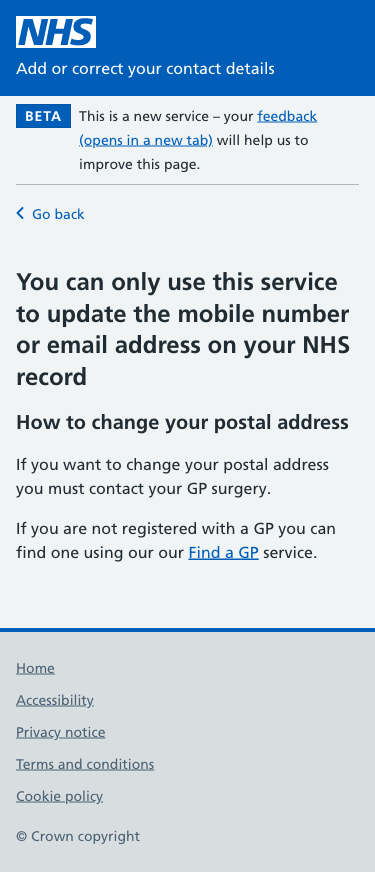 NHS
Add or correct your contact details
BETA
This is a new service – your feedback
(opens in a new tab) will help us to
improve this page.
Go back
You can only use this service
to update the mobile number
or email address on your NHS
record
How to change your postal address
If you want to change your postal address
you must contact your GP surgery.
If you are not registered with a GP you can
find one using our our Find a GP service.
Home
Accessibility
Privacy notice
Terms and conditions
Cookie policy
© Crown copyright